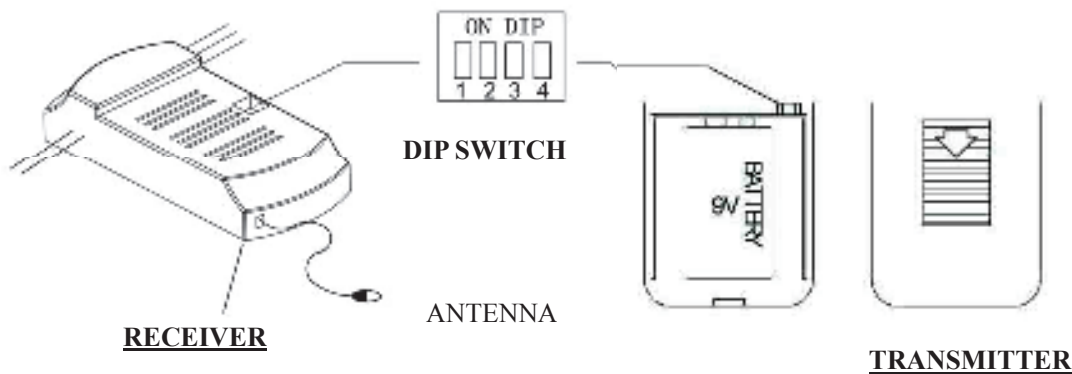 ON DIP
1 2 3 4
DIP SWITCH
BATTERY
9V
ANTENNA
RECEIVER
TRANSMITTER